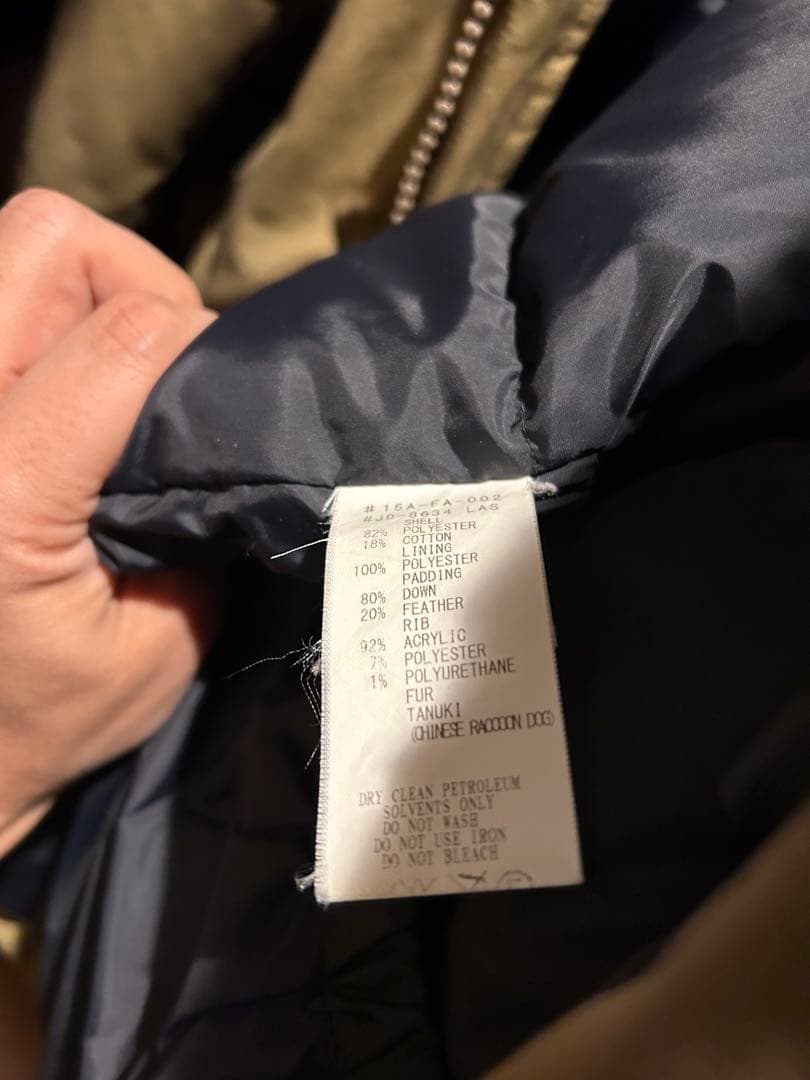 #15A-FA-002
#JD-8634 LAS
SHELL
82% POLYESTER
18% COTTON
LINING
100% POLYESTER
PADDING
80% DOWN
20% FEATHER
RIB
92% ACRYLIC
7% POLYESTER
1% POLYURETHANE
FUR
TANUKI
(CHINESE RACCOON DOG)
DRY CLEAN PETROLEUM
SOLVENTS ONLY
DO NOT WASH
DO NOT USE IRON
DO NOT BLEACH